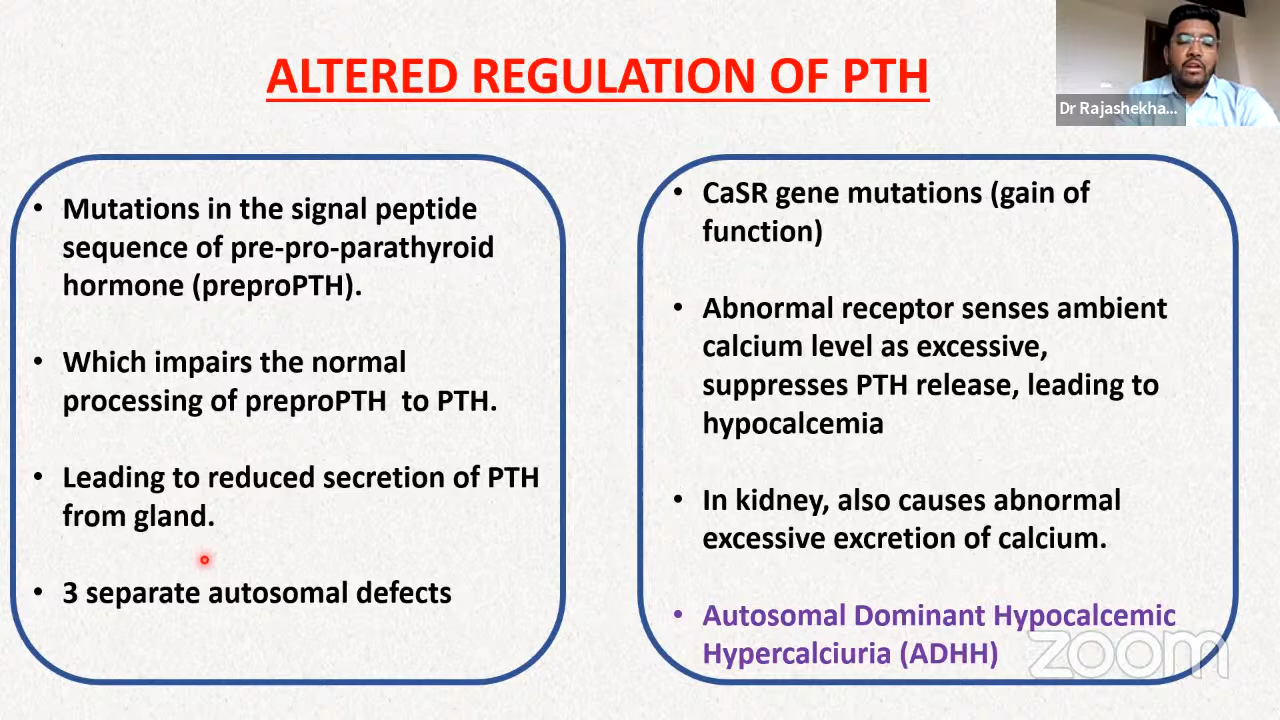 ALTERED REGULATION OF PTH
Dr Rajashekha...
• Mutations in the signal peptide
sequence of pre-pro-parathyroid
hormone (preproPTH).
• Which impairs the normal
processing of preproPTH to PTH.
• Leading to reduced secretion of PTH
from gland.
• 3 separate autosomal defects
• CaSR gene mutations (gain of
function)
• Abnormal receptor senses ambient
calcium level as excessive,
suppresses PTH release, leading to
hypocalcemia
• In kidney, also causes abnormal
excessive excretion of calcium.
• Autosomal Dominant Hypocalcemic
Hypercalciuria (ADHH)
zoom